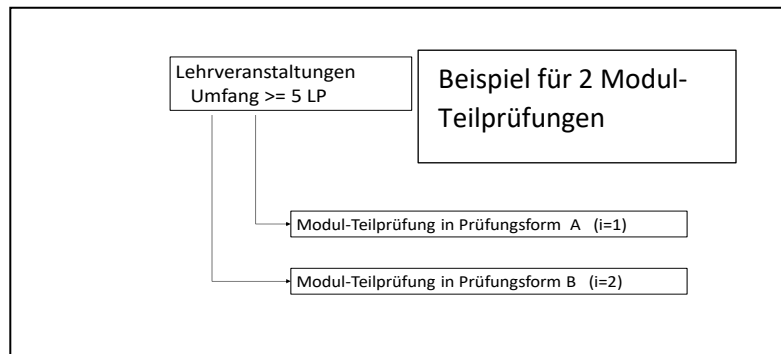 Lehrveranstaltungen
Umfang >= 5 LP
Beispiel für 2 Modul-
Teilprüfungen
Modul-Teilprüfung in Prüfungsform A (i=1)
Modul-Teilprüfung in Prüfungsform B (i=2)